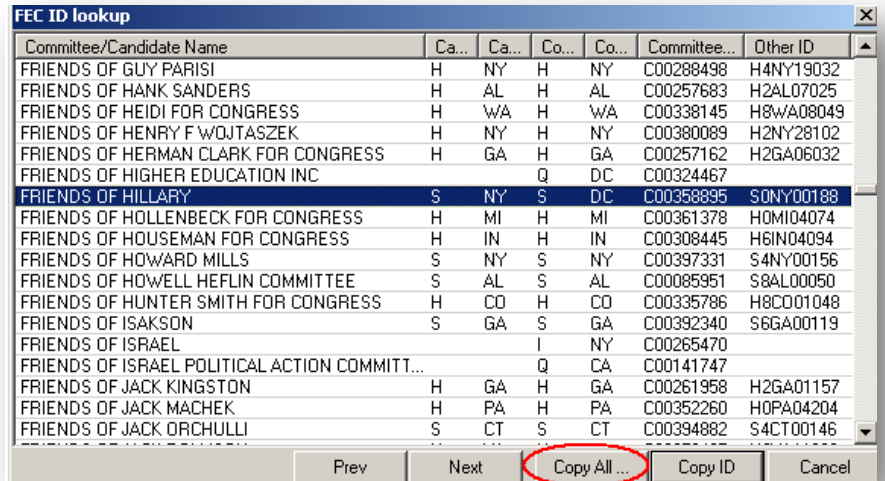 FEC ID lookup
Committee/Candidate Name Ca... Ca... Co... Co... Committee... Other ID
FRIENDS OF GUY PARISI H NY H NY C00288498 H4NY19032
FRIENDS OF HANK SANDERS H AL H AL C00257683 H2AL07025
FRIENDS OF HEIDI FOR CONGRESS H WA H WA C00338145 H8WA08049
FRIENDS OF HENRY F WOJTASZEK H NY H NY C00380089 H2NY28102
FRIENDS OF HERMAN CLARK FOR CONGRESS H GA H GA C00257162 H2GA06032
FRIENDS OF HIGHER EDUCATION INC Q DC C00324467
FRIENDS OF HILLARY S NY S DC C00358895 S0NY00188
FRIENDS OF HOLLENBECK FOR CONGRESS H MI H MI C00361378 H0MI04074
FRIENDS OF HOUSEMAN FOR CONGRESS H IN H IN C00308445 H6IN04094
FRIENDS OF HOWARD MILLS S NY S NY C00397331 S4NY00156
FRIENDS OF HOWELL HEFLIN COMMITTEE S AL S AL C00085951 S8AL00050
FRIENDS OF HUNTER SMITH FOR CONGRESS H CO H CO C00335786 H8CO01048
FRIENDS OF ISAKSON S GA S GA C00392340 S6GA00119
FRIENDS OF ISRAEL I NY C00265470
FRIENDS OF ISRAEL POLITICAL ACTION COMMITT... Q CA C00141747
FRIENDS OF JACK KINGSTON H GA H GA C00261958 H2GA01157
FRIENDS OF JACK MACHEK H PA H PA C00352260 H0PA04204
FRIENDS OF JACK ORCHULLI S CT S CT C00394882 S4CT00146
Prev Next Copy All ... Copy ID Cancel